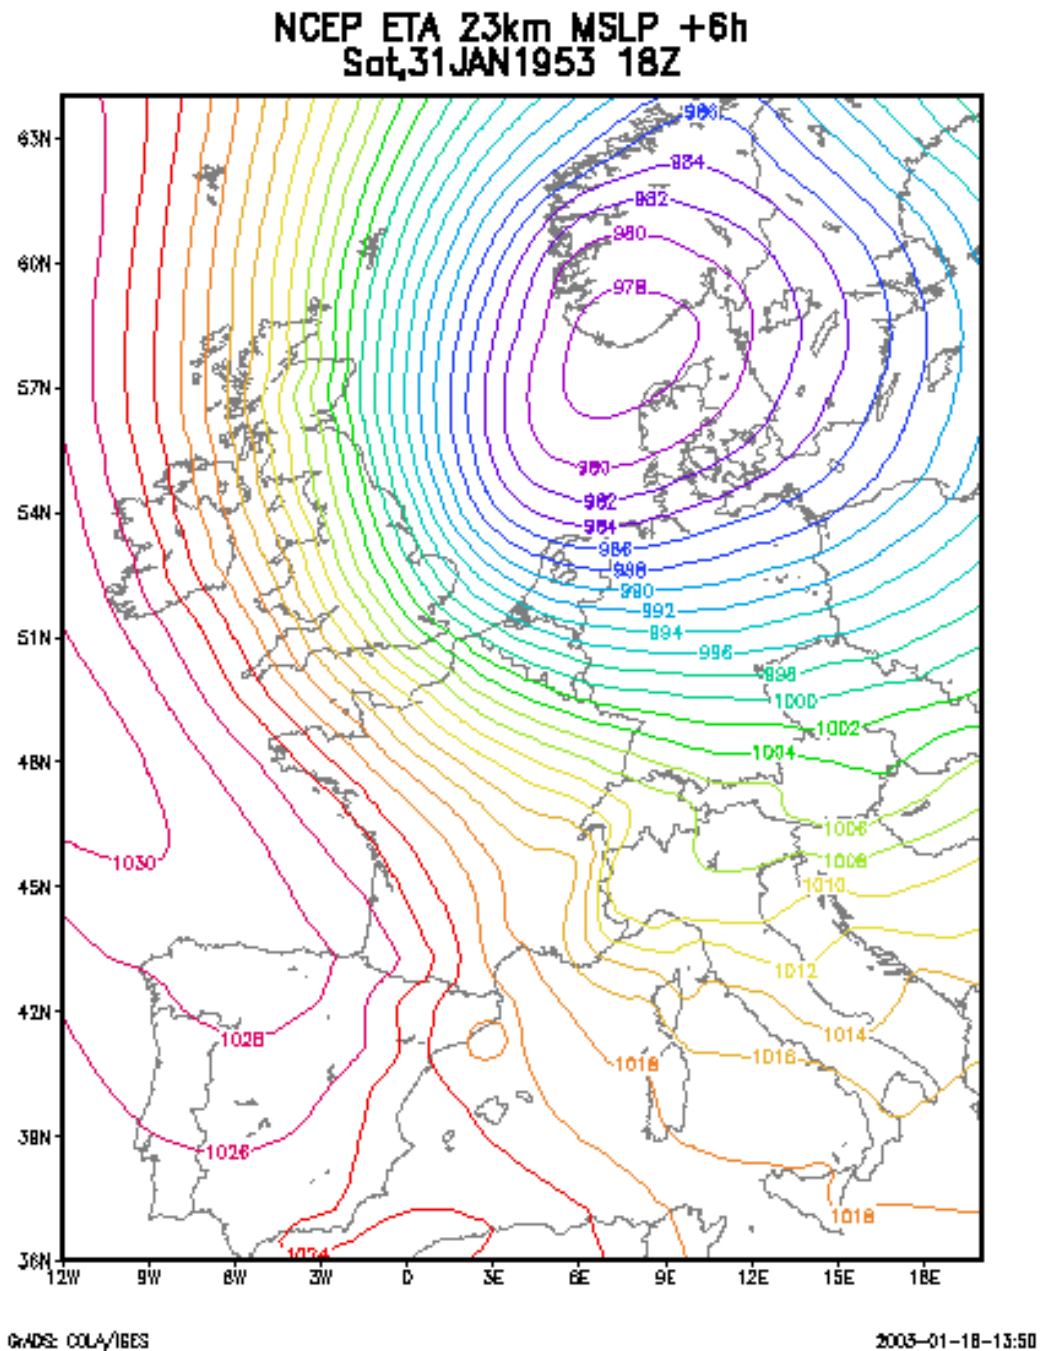 NCEP ETA 23km MSLP +6h
Sat,31JAN1953 18Z
63N
60N
57N
54N
51N
48N
45N
42N
39N
36N
986
984
982
980
978
980
982
984
986
988
990
992
994
996
998
1000
1002
1004
1006
1008
1010
1012
1014
1016
1018
1018
1030
1028
1026
1024
12W 9W 6W 3W 0 3E 6E 9E 12E 15E 18E
GrADS: COLA/IGES
2003-01-18-13:50